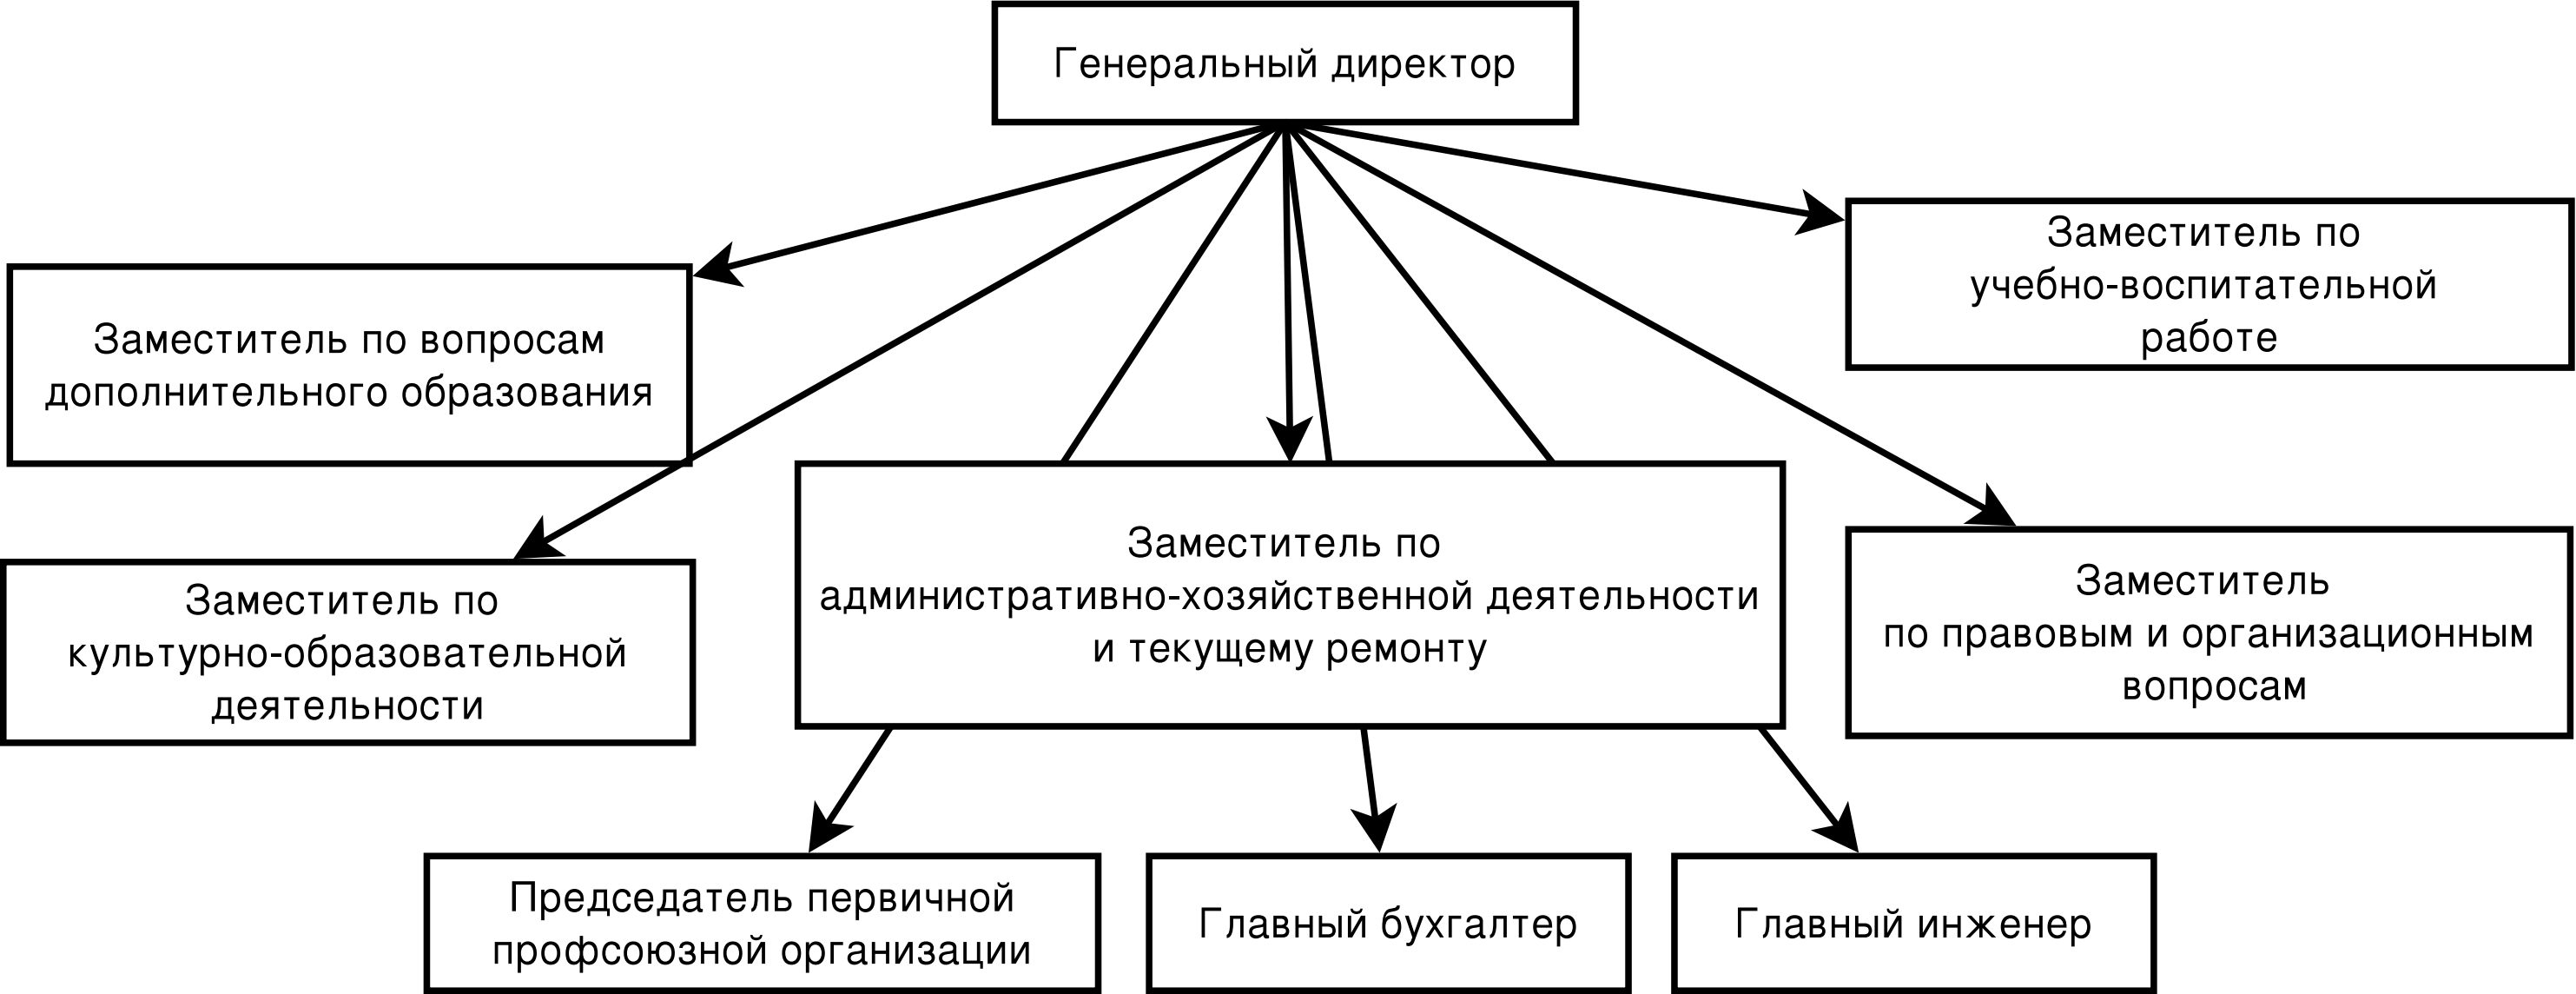 Генеральный директор
Заместитель по
учебно-воспитательной
работе
Заместитель по вопросам
дополнительного образования
Заместитель по
административно-хозяйственной деятельности
и текущему ремонту
Заместитель
по правовым и организационным
вопросам
Заместитель по
культурно-образовательной
деятельности
Председатель первичной
профсоюзной организации
Главный бухгалтер
Главный инженер